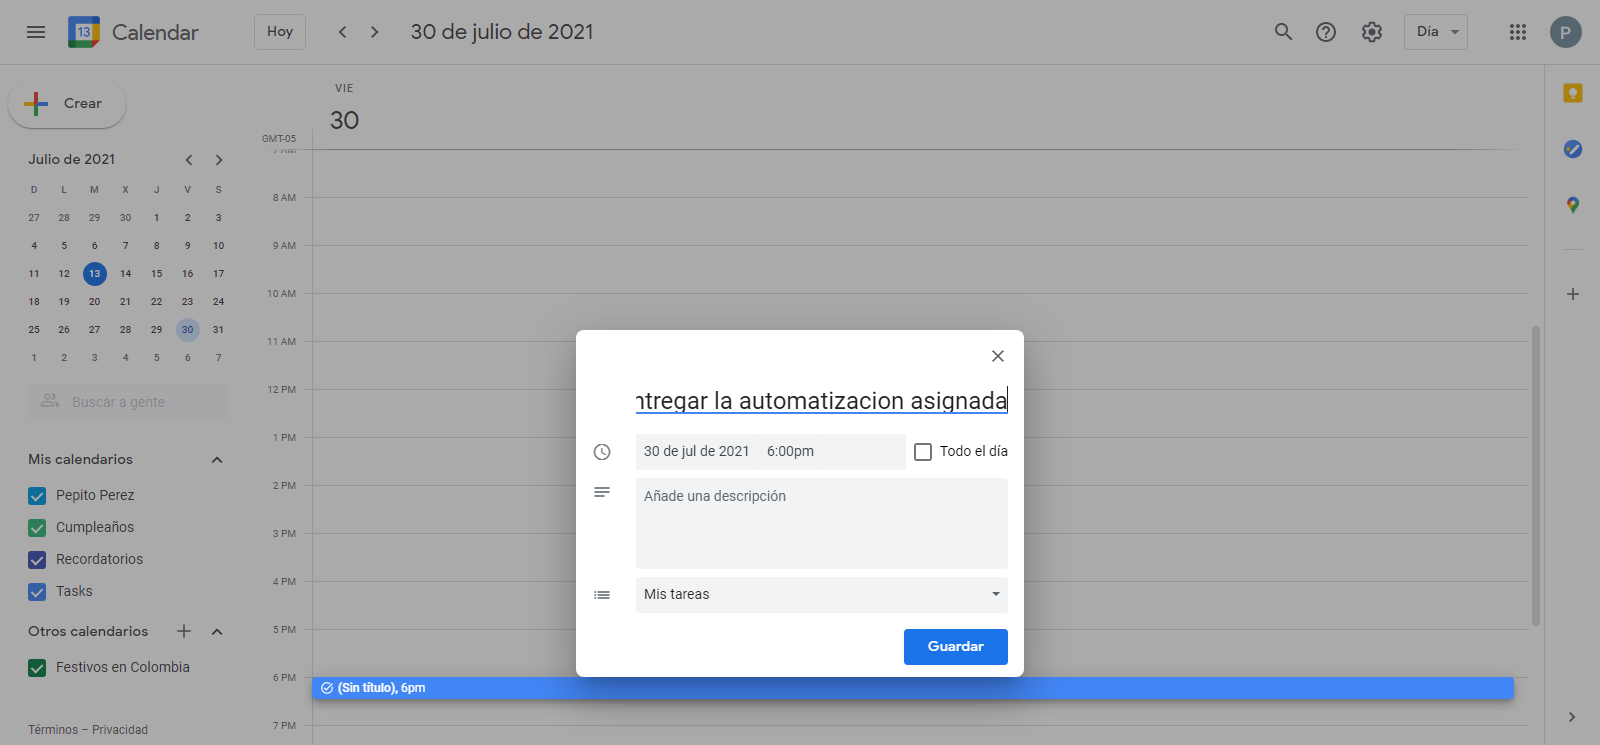 13 Calendar Hoy 30 de julio de 2021 Día P
Crear
VIE
30
GMT-05
Julio de 2021
D L M X J V S
27 28 29 30 1 2 3
4 5 6 7 8 9 10
11 12 13 14 15 16 17
18 19 20 21 22 23 24
25 26 27 28 29 30 31
1 2 3 4 5 6 7
Buscar a gente
Mis calendarios
Pepito Perez
Cumpleaños
Recordatorios
Tasks
Otros calendarios
Festivos en Colombia
Términos – Privacidad
8 AM
9 AM
10 AM
11 AM
12 PM
1 PM
2 PM
3 PM
4 PM
5 PM
6 PM
7 PM
ntregar la automatizacion asignada
30 de jul de 2021 6:00pm Todo el día
Añade una descripción
Mis tareas
Guardar
(Sin título), 6pm